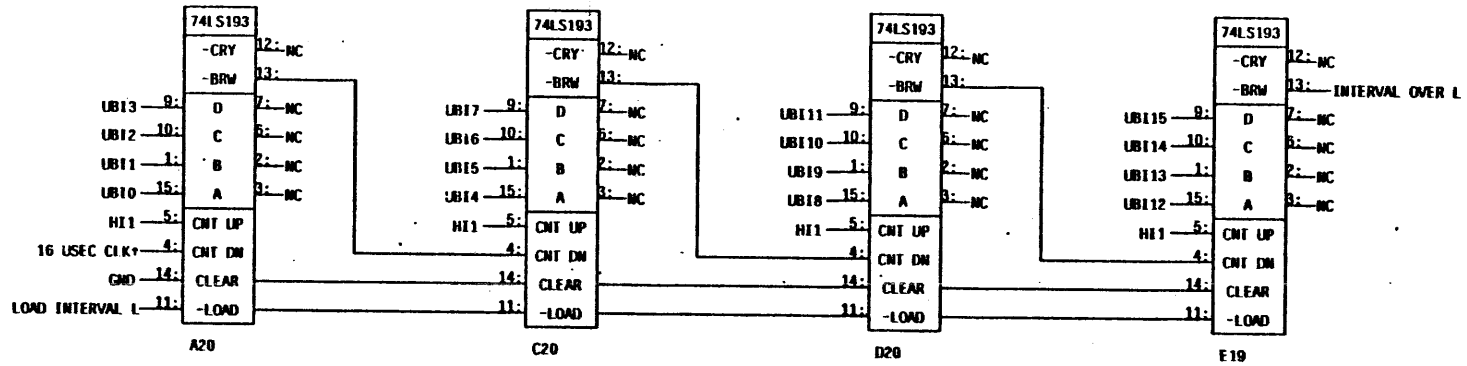 74LS193
-CRY 12: NC
-BRW 13:
UBI3 9: D 7: NC
UBI2 10: C 6: NC
UBI1 1: B 2: NC
UBI0 15: A 3: NC
HI1 5: CNT UP
16 USEC CLK↑ 4: CNT DN
GND 14: CLEAR
LOAD INTERVAL L 11: -LOAD
A20
74LS193
-CRY 12: NC
-BRW 13:
UBI7 9: D 7: NC
UBI6 10: C 6: NC
UBI5 1: B 2: NC
UBI4 15: A 3: NC
HI1 5: CNT UP
4: CNT DN
14: CLEAR
11: -LOAD
C20
74LS193
-CRY 12: NC
-BRW 13:
UBI11 9: D 7: NC
UBI10 10: C 6: NC
UBI9 1: B 2: NC
UBI8 15: A 3: NC
HI1 5: CNT UP
4: CNT DN
14: CLEAR
11: -LOAD
D20
74LS193
-CRY 12: NC
-BRW 13: INTERVAL OVER L
UBI15 9: D 7: NC
UBI14 10: C 6: NC
UBI13 1: B 2: NC
UBI12 15: A 3: NC
HI1 5: CNT UP
4: CNT DN
14: CLEAR
11: -LOAD
E19